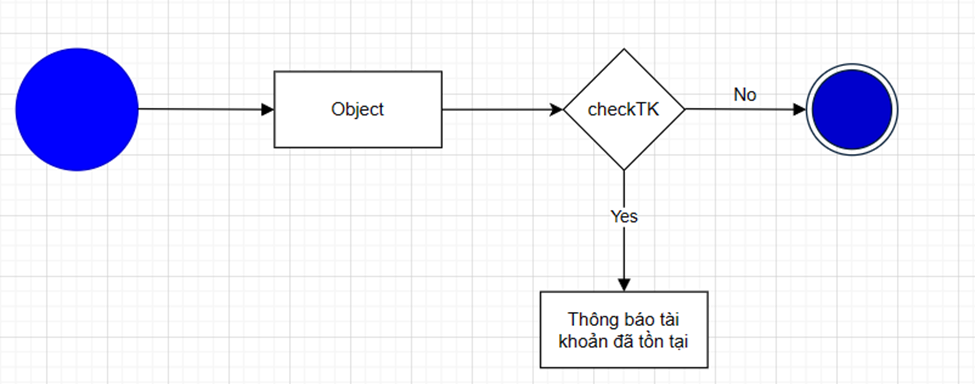 Object
checkTK
No
Yes
Thông báo tài
khoản đã tồn tại